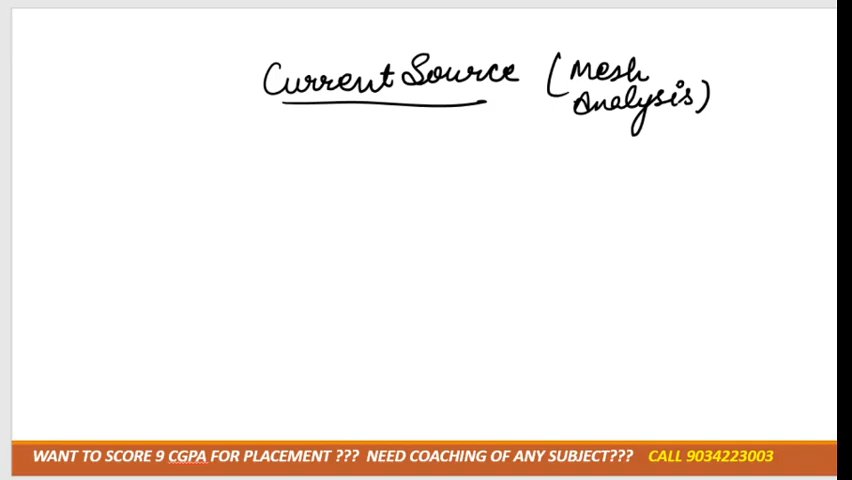 Current Source (Mesh
Analysis)
WANT TO SCORE 9 CGPA FOR PLACEMENT ??? NEED COACHING OF ANY SUBJECT??? CALL 9034223003